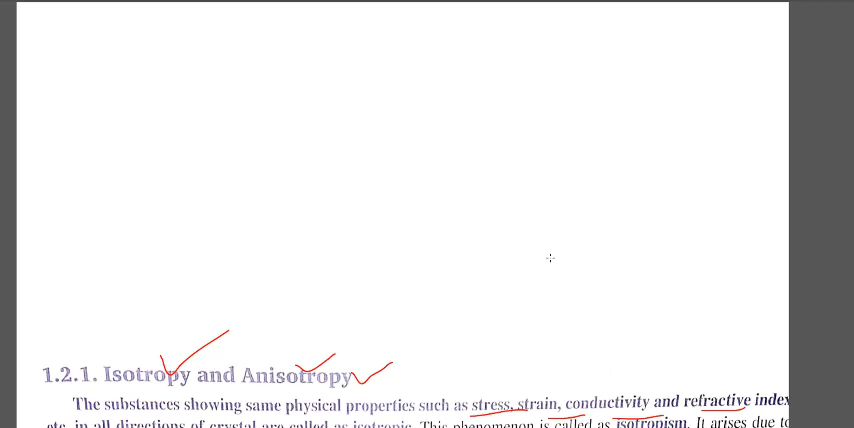 1.2.1. Isotropy and Anisotropy
The substances showing same physical properties such as stress, strain, conductivity and refractive index
etc. in all directions of crystal are called as isotropic. This phenomenon is called as isotropism. It arises due to